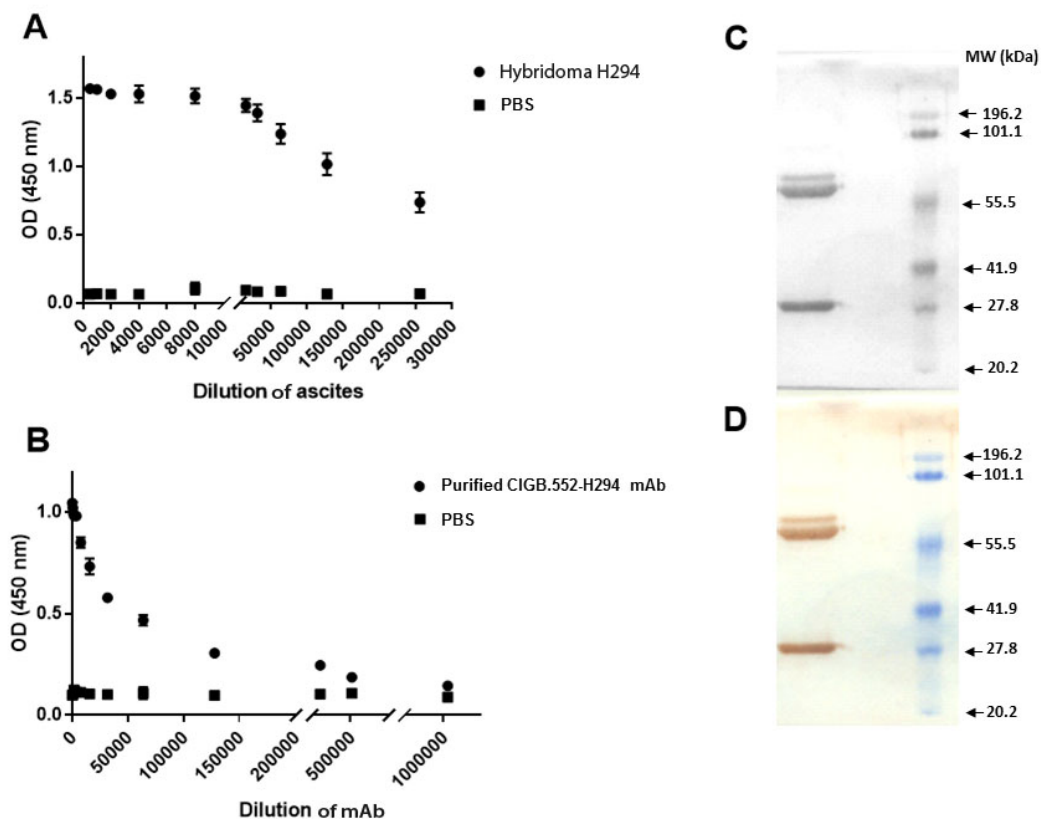 A
Hybridoma H294
PBS
OD (450 nm)
1.5
1.0
0.5
0.0
0
2000
4000
6000
8000
10000
50000
100000
150000
200000
250000
300000
Dilution of ascites
B
Purified CIGB.552-H294 mAb
PBS
OD (450 nm)
1.0
0.5
0.0
0
50000
100000
150000
200000
500000
1000000
Dilution of mAb
C
MW (kDa)
196.2
101.1
55.5
41.9
27.8
20.2
D
196.2
101.1
55.5
41.9
27.8
20.2